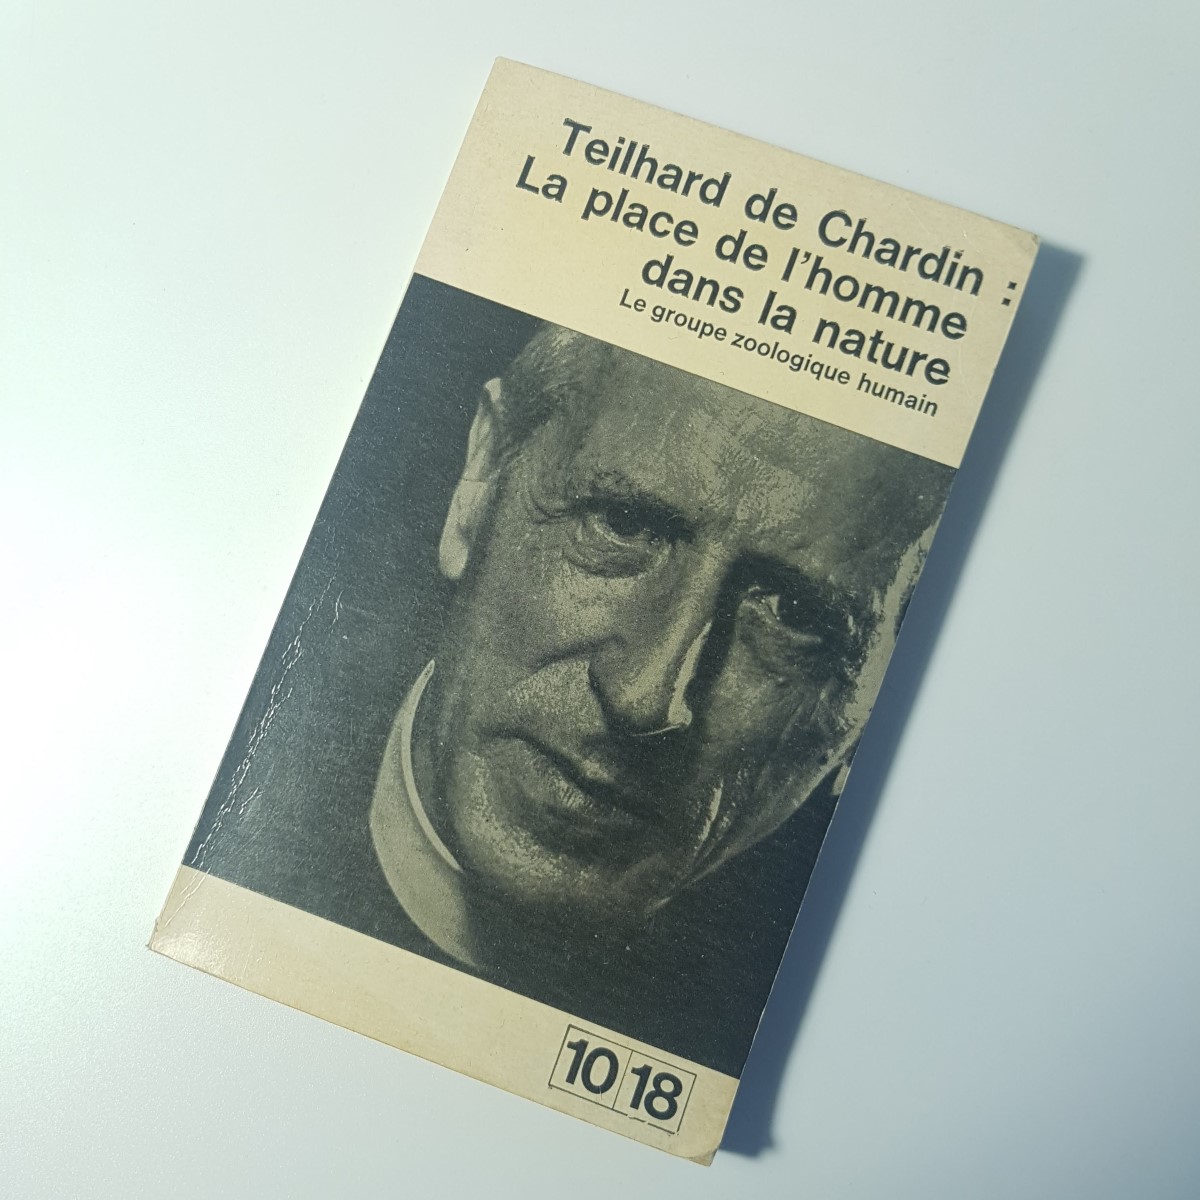 Teilhard de Chardin :
La place de l'homme
dans la nature
Le groupe zoologique humain
10 18